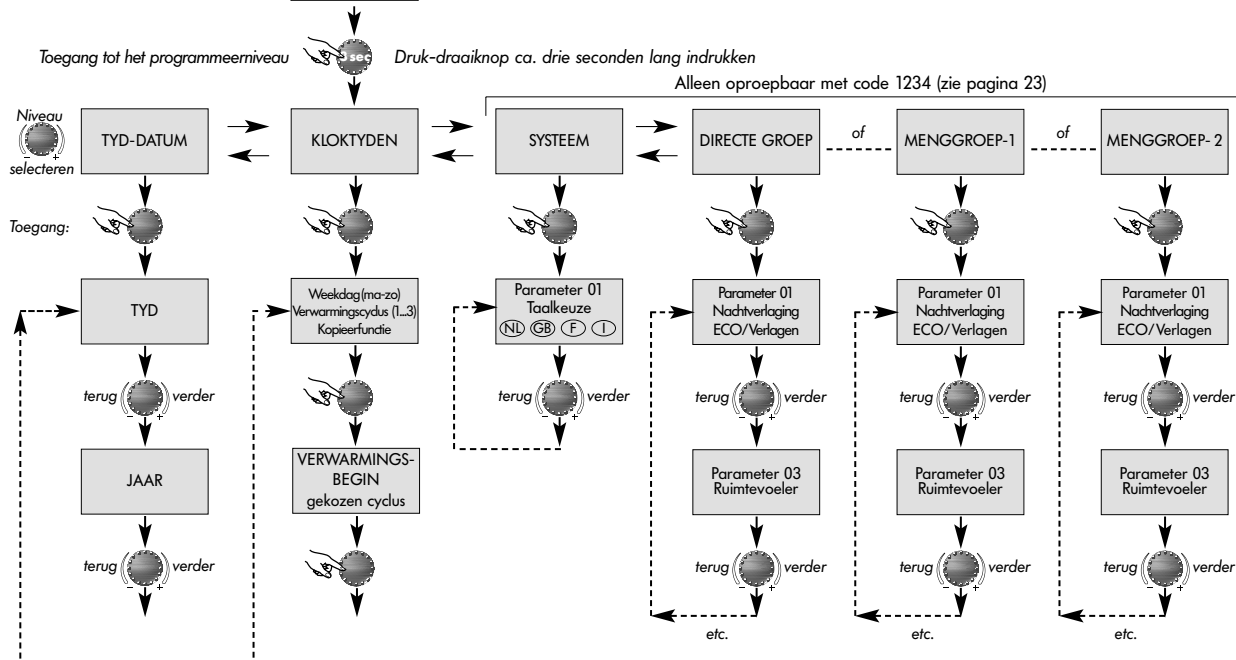 Toegang tot het programmeerniveau
3 sec
Druk-draaiknop ca. drie seconden lang indrukken
Alleen oproepbaar met code 1234 (zie pagina 23)
Niveau
- +
selecteren
TYD-DATUM
KLOKTYDEN
SYSTEEM
DIRECTE GROEP
of
MENGGROEP-1
of
MENGGROEP- 2
Toegang:
TYD
Weekdag(ma-zo)
Verwarmingscydus (1...3)
Kopieerfunctie
Parameter 01
Taalkeuze
NL GB F I
Parameter 01
Nachtverlaging
ECO/Verlagen
Parameter 01
Nachtverlaging
ECO/Verlagen
Parameter 01
Nachtverlaging
ECO/Verlagen
terug - + verder
terug - + verder
terug - + verder
terug - + verder
terug - + verder
JAAR
VERWARMINGS-
BEGIN
gekozen cyclus
Parameter 03
Ruimtevoeler
Parameter 03
Ruimtevoeler
Parameter 03
Ruimtevoeler
terug - + verder
terug - + verder
terug - + verder
terug - + verder
etc.
etc.
etc.